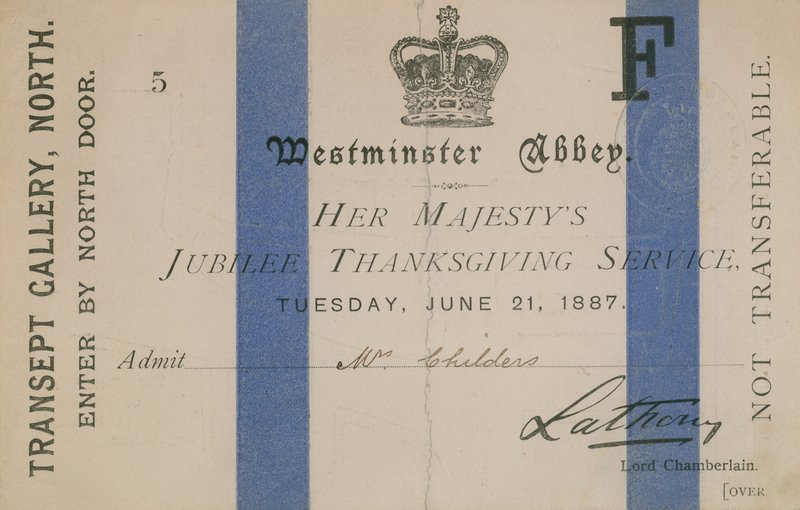 TRANSEPT GALLERY, NORTH.
ENTER BY NORTH DOOR.
5
F
Westminster Abbey.
HER MAJESTY'S
JUBILEE THANKSGIVING SERVICE,
TUESDAY, JUNE 21, 1887.
Admit Mrs Childers
Lathom
Lord Chamberlain.
[OVER
NOT TRANSFERABLE.